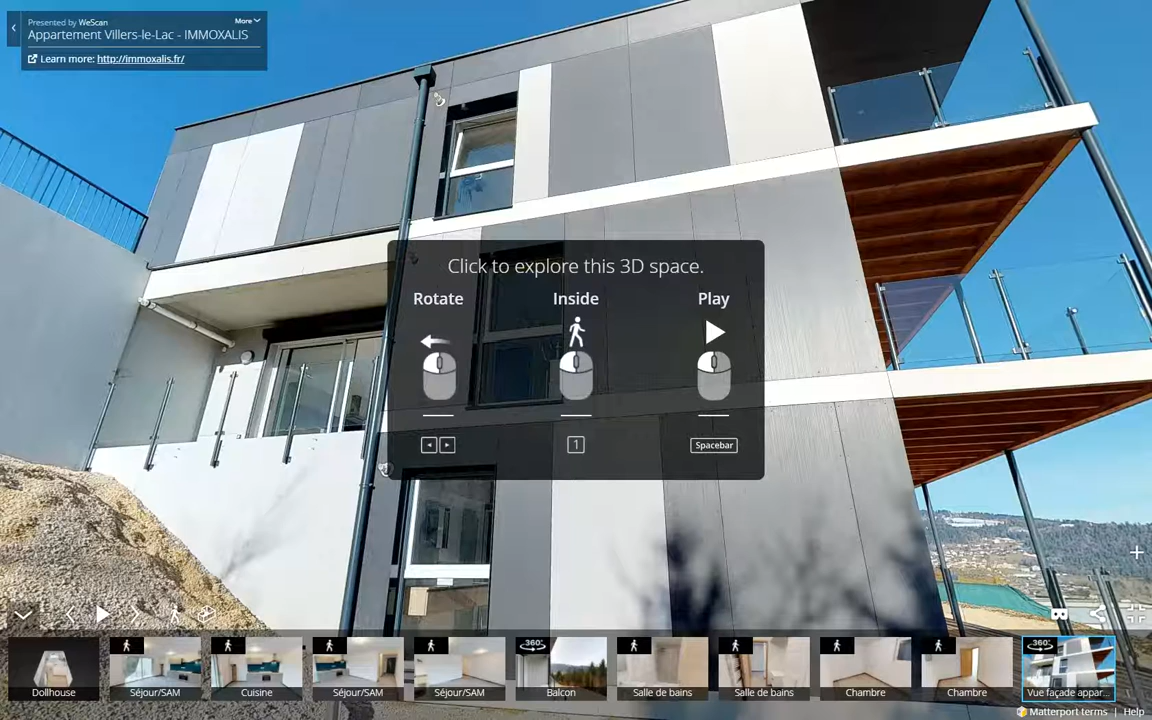 Presented by WeScan
More
Appartement Villers-le-Lac - IMMOXALIS
Learn more: http://immoxalis.fr/
Click to explore this 3D space.
Rotate
Inside
Play
1
Spacebar
360°
360°
Dollhouse
Séjour/SAM
Cuisine
Séjour/SAM
Séjour/SAM
Balcon
Salle de bains
Salle de bains
Chambre
Chambre
Vue façade appar...
Matterport terms | Help